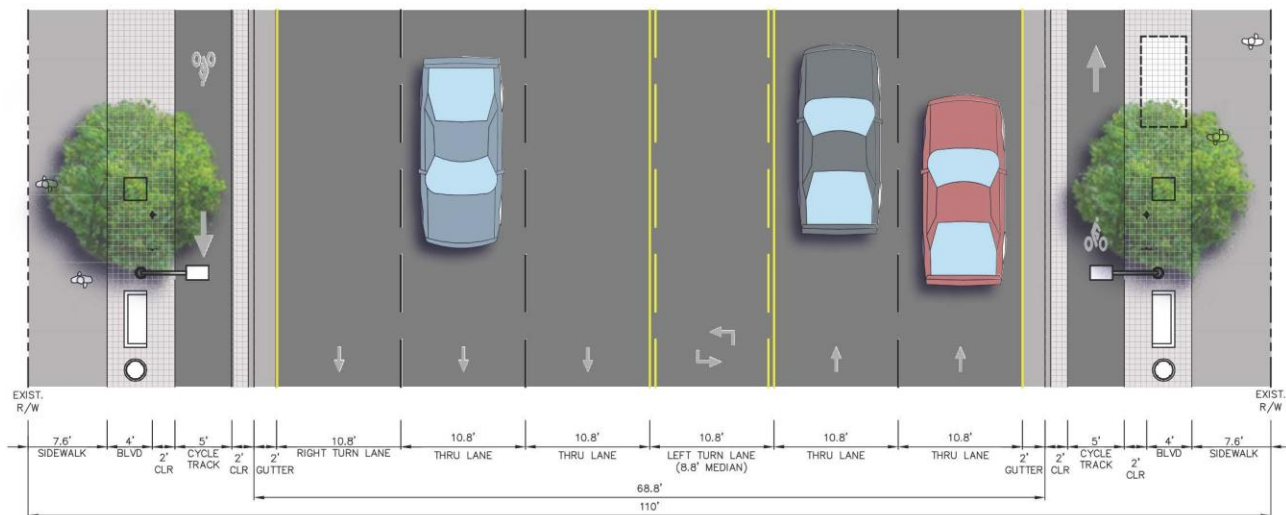 EXIST.
R/W
EXIST.
R/W
7.6'
SIDEWALK
4'
BLVD
2'
CLR
5'
CYCLE
TRACK
2'
CLR
2'
GUTTER
10.8'
RIGHT TURN LANE
10.8'
THRU LANE
10.8'
THRU LANE
10.8'
LEFT TURN LANE
(8.8' MEDIAN)
10.8'
THRU LANE
10.8'
THRU LANE
2'
GUTTER
2'
CLR
5'
CYCLE
TRACK
2'
CLR
4'
BLVD
7.6'
SIDEWALK
68.8'
110'